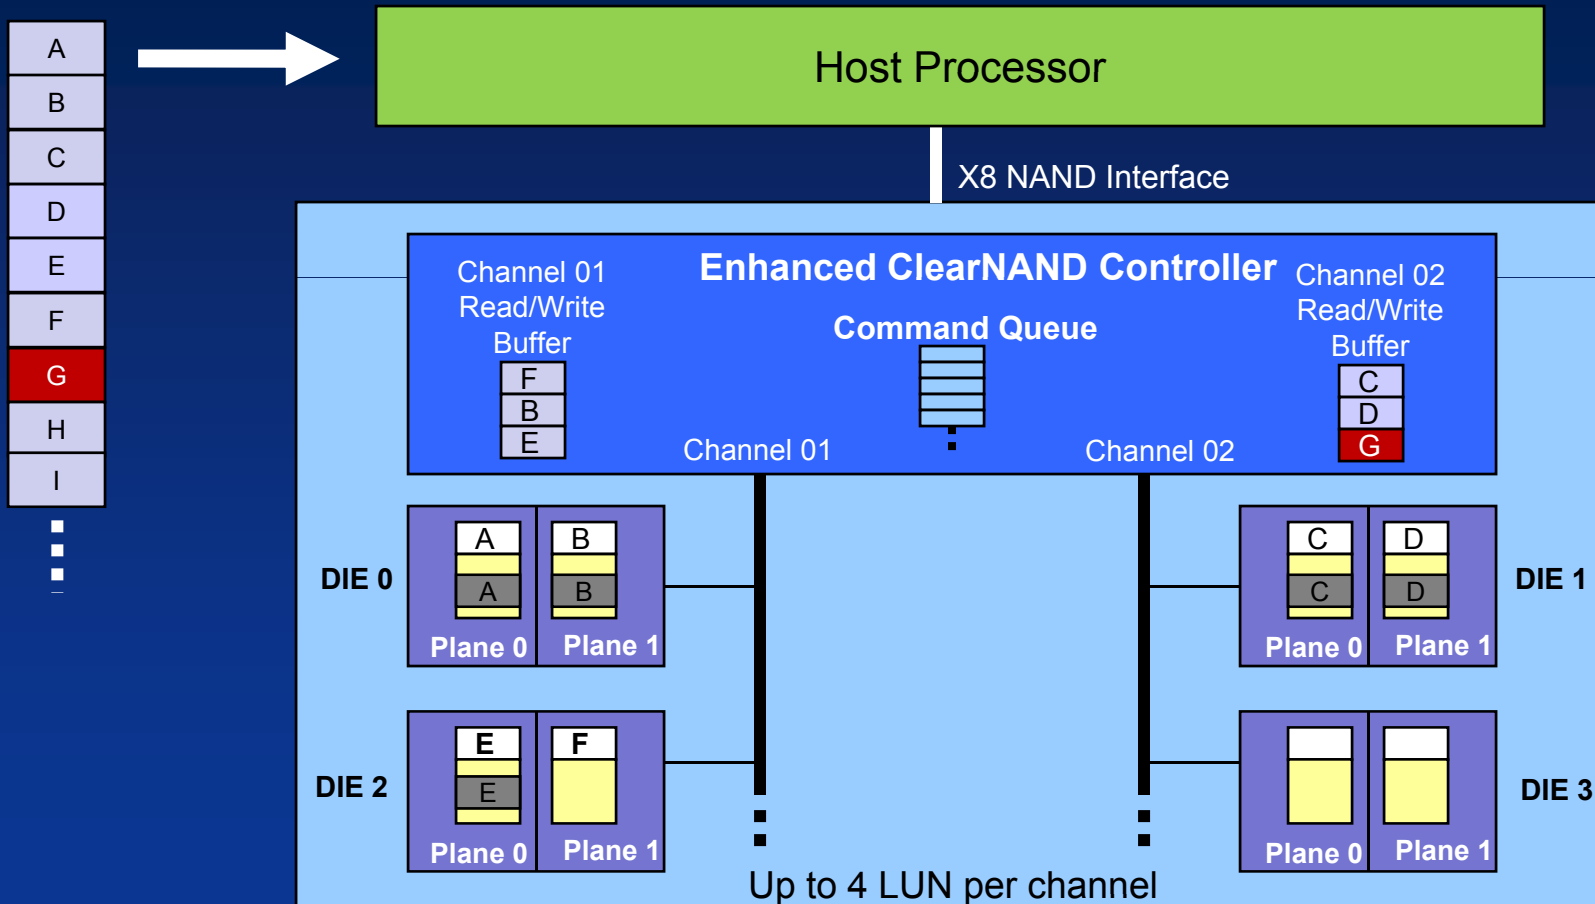 A
B
C
D
E
F
G
H
I
Host Processor
X8 NAND Interface
Enhanced ClearNAND Controller
Channel 01
Read/Write
Buffer
F
B
E
Command Queue
Channel 02
Read/Write
Buffer
C
D
G
Channel 01
Channel 02
DIE 0
A
A
Plane 0
B
B
Plane 1
C
C
Plane 0
D
D
Plane 1
DIE 1
DIE 2
E
E
Plane 0
F
Plane 1
Plane 0
Plane 1
DIE 3
Up to 4 LUN per channel